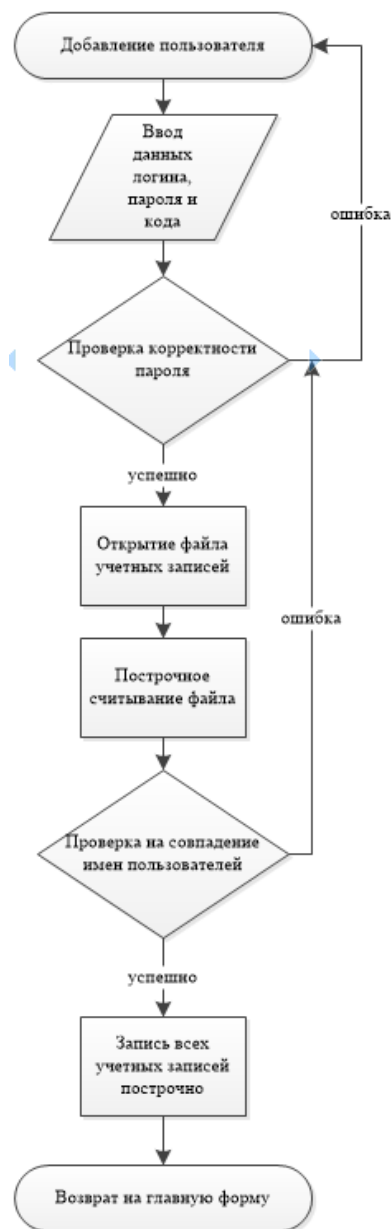 Добавление пользователя
Ввод
данных
логина,
пароля и
кода
ошибка
Проверка корректности
пароля
успешно
Открытие файла
учетных записей
ошибка
Построчное
считывание файла
Проверка на совпадение
имен пользователей
успешно
Запись всех
учетных записей
построчно
Возврат на главную форму